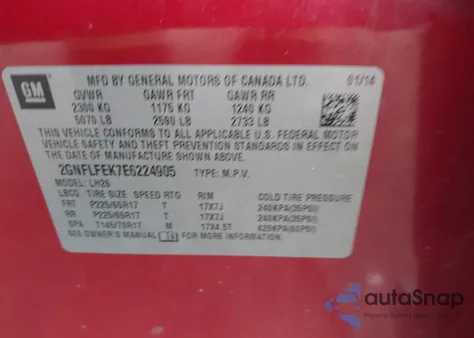 GM
MFD BY GENERAL MOTORS OF CANADA LTD. 01/14
GVWR GAWR FRT GAWR RR
2300 KG 1175 KG 1240 KG
5070 LB 2590 LB 2733 LB
THIS VEHICLE CONFORMS TO ALL APPLICABLE U.S. FEDERAL MOTOR
VEHICLE SAFETY AND THEFT PREVENTION STANDARDS IN EFFECT ON
THE DATE OF MANUFACTURE SHOWN ABOVE.
2GNFLFEK7E6224905 TYPE: M.P.V.
MODEL: LH26
LBCG TIRE SIZE SPEED RTG RIM COLD TIRE PRESSURE
FRT P225/65R17 T 17X7J 240KPA(35PSI)
RR P225/65R17 T 17X7J 240KPA(35PSI)
SPA T145/70R17 M 17X4.5T 420KPA(60PSI)
SEE OWNER'S MANUAL FOR MORE INFORMATION.
autaSnap